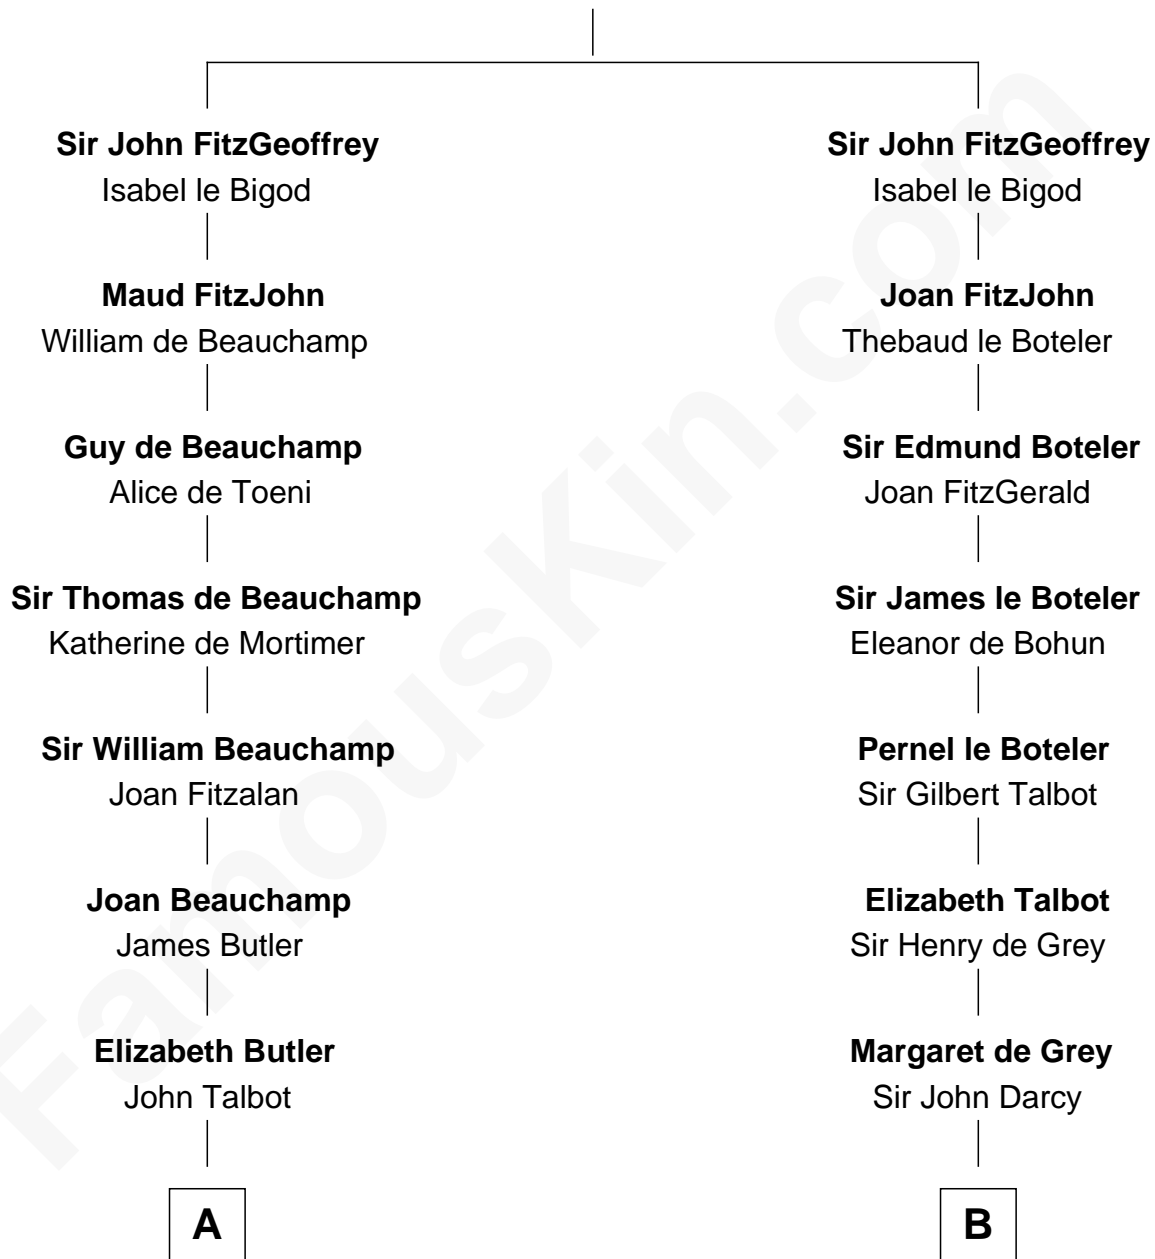 Sir John FitzGeoffrey
Isabel le Bigod
Maud FitzJohn
William de Beauchamp
Guy de Beauchamp
Alice de Toeni
Sir Thomas de Beauchamp
Katherine de Mortimer
Sir William Beauchamp
Joan Fitzalan
Joan Beauchamp
James Butler
Elizabeth Butler
John Talbot
A
Sir John FitzGeoffrey
Isabel le Bigod
Joan FitzJohn
Thebaud le Boteler
Sir Edmund Boteler
Joan FitzGerald
Sir James le Boteler
Eleanor de Bohun
Pernel le Boteler
Sir Gilbert Talbot
Elizabeth Talbot
Sir Henry de Grey
Margaret de Grey
Sir John Darcy
B
FamousKin.com